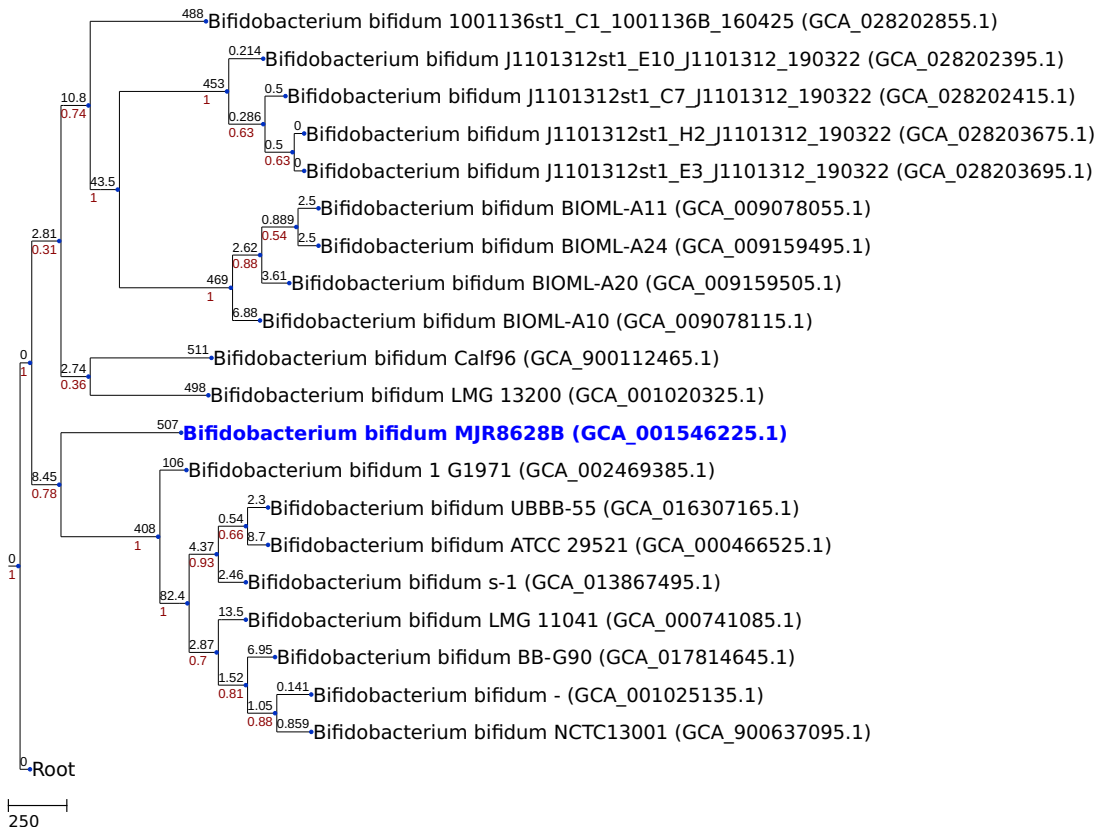 488 Bifidobacterium bifidum 1001136st1_C1_1001136B_160425 (GCA_028202855.1)
0.214 Bifidobacterium bifidum J1101312st1_E10_J1101312_190322 (GCA_028202395.1)
453
1
10.8
0.74
0.5 Bifidobacterium bifidum J1101312st1_C7_J1101312_190322 (GCA_028202415.1)
0.286
0.63
0 Bifidobacterium bifidum J1101312st1_H2_J1101312_190322 (GCA_028203675.1)
0.5
0.63
0 Bifidobacterium bifidum J1101312st1_E3_J1101312_190322 (GCA_028203695.1)
43.5
1
2.5 Bifidobacterium bifidum BIOML-A11 (GCA_009078055.1)
0.889
0.54
2.81
0.31
2.5 Bifidobacterium bifidum BIOML-A24 (GCA_009159495.1)
2.62
0.88
3.61 Bifidobacterium bifidum BIOML-A20 (GCA_009159505.1)
469
1
6.88 Bifidobacterium bifidum BIOML-A10 (GCA_009078115.1)
511 Bifidobacterium bifidum Calf96 (GCA_900112465.1)
0
1
2.74
0.36
498 Bifidobacterium bifidum LMG 13200 (GCA_001020325.1)
507 Bifidobacterium bifidum MJR8628B (GCA_001546225.1)
106 Bifidobacterium bifidum 1 G1971 (GCA_002469385.1)
8.45
0.78
2.3 Bifidobacterium bifidum UBBB-55 (GCA_016307165.1)
0.54
0.66
408
1
8.7 Bifidobacterium bifidum ATCC 29521 (GCA_000466525.1)
4.37
0.93
0
1
2.46 Bifidobacterium bifidum s-1 (GCA_013867495.1)
82.4
1
13.5 Bifidobacterium bifidum LMG 11041 (GCA_000741085.1)
2.87
0.7
6.95 Bifidobacterium bifidum BB-G90 (GCA_017814645.1)
1.52
0.81
0.141 Bifidobacterium bifidum - (GCA_001025135.1)
1.05
0.88
0.859 Bifidobacterium bifidum NCTC13001 (GCA_900637095.1)
0 Root
250